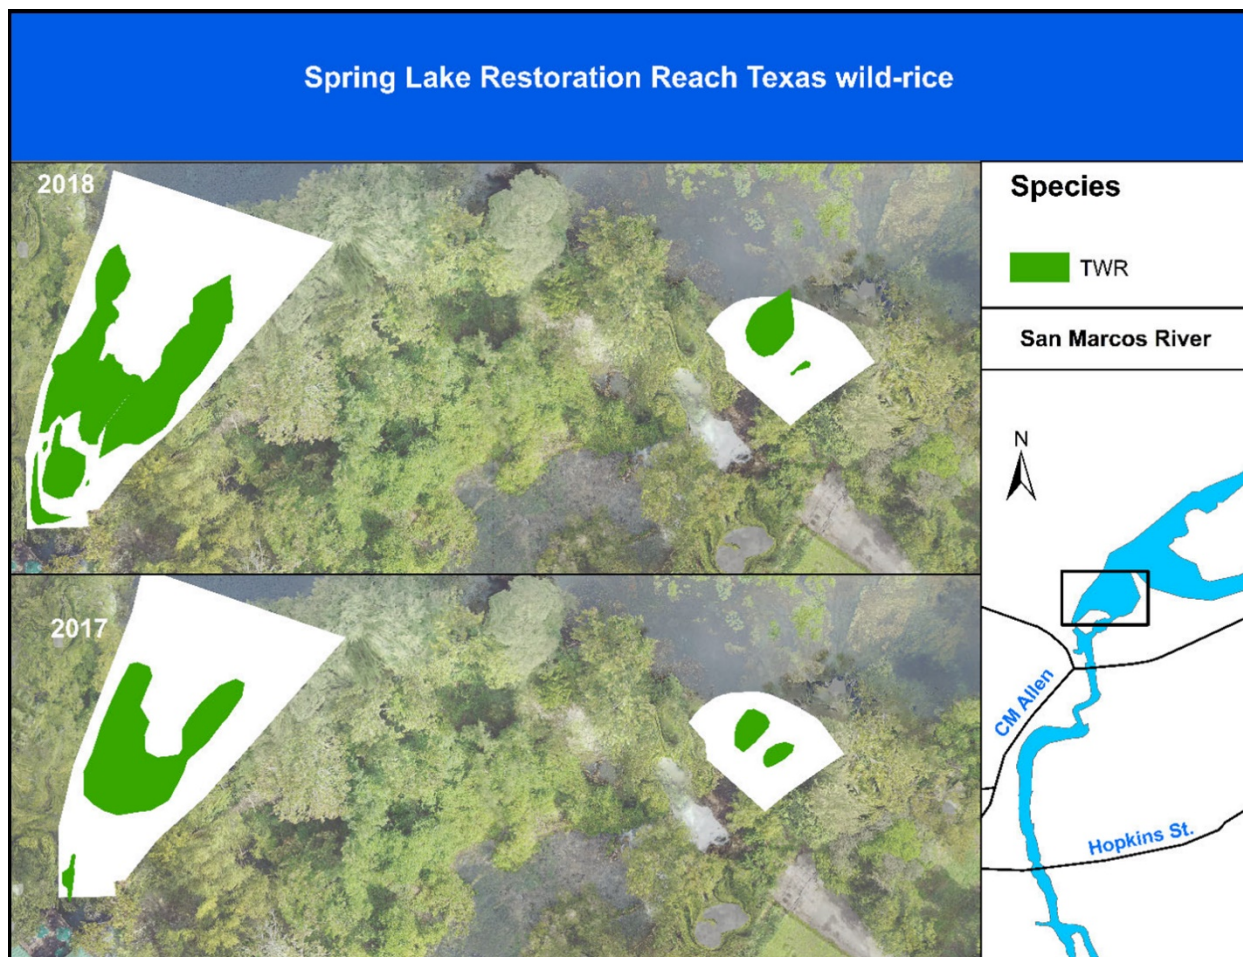 Spring Lake Restoration Reach Texas wild-rice
2018
Species
TWR
San Marcos River
N
2017
CM Allen
Hopkins St.